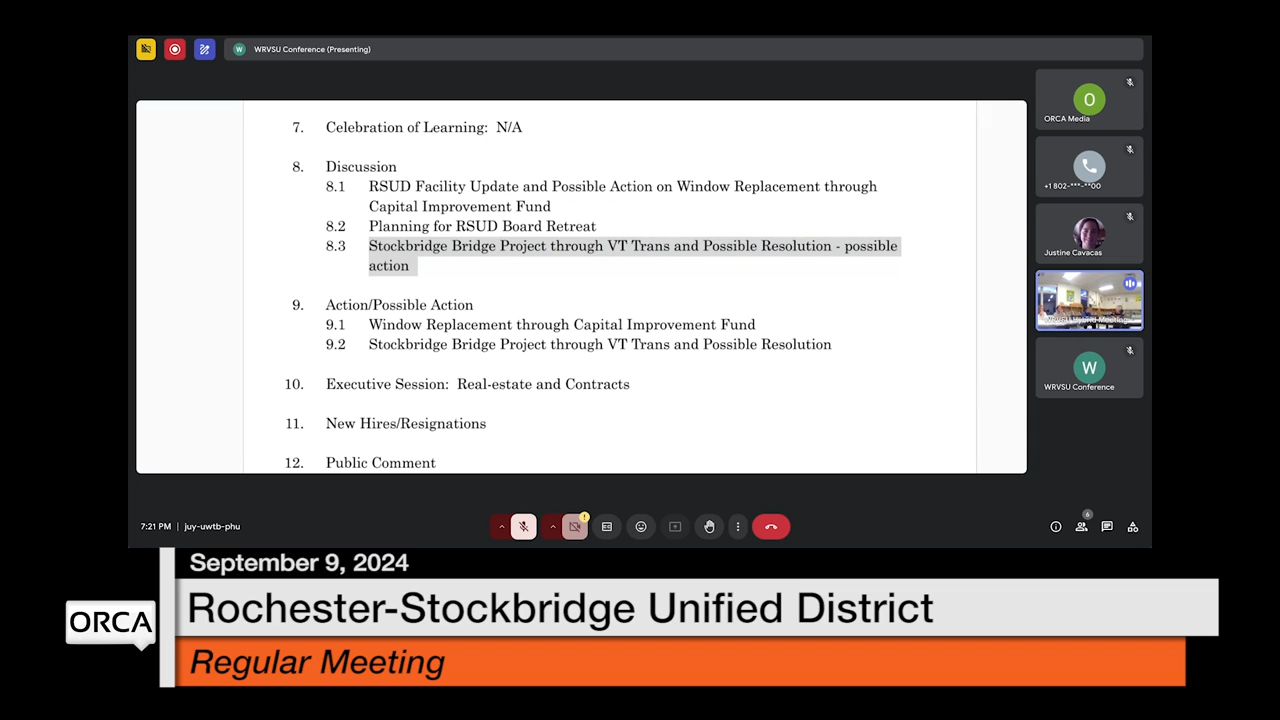 W WRVSU Conference (Presenting)
7. Celebration of Learning: N/A
8. Discussion
8.1 RSUD Facility Update and Possible Action on Window Replacement through
Capital Improvement Fund
8.2 Planning for RSUD Board Retreat
8.3 Stockbridge Bridge Project through VT Trans and Possible Resolution - possible
action
9. Action/Possible Action
9.1 Window Replacement through Capital Improvement Fund
9.2 Stockbridge Bridge Project through VT Trans and Possible Resolution
10. Executive Session: Real-estate and Contracts
11. New Hires/Resignations
12. Public Comment
O
ORCA Media
+1 802-***-**00
Justine Cavacas
WRVSU Hybrid Meeting
W
WRVSU Conference
7:21 PM | juy-uwtb-phu
6
September 9, 2024
ORCA
Rochester-Stockbridge Unified District
Regular Meeting